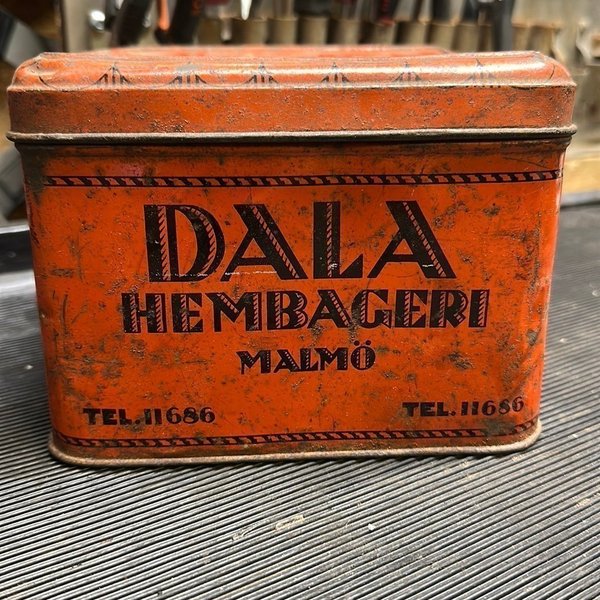 DALA
HEMBAGERI
MALMÖ
TEL. 11686 TEL. 11686